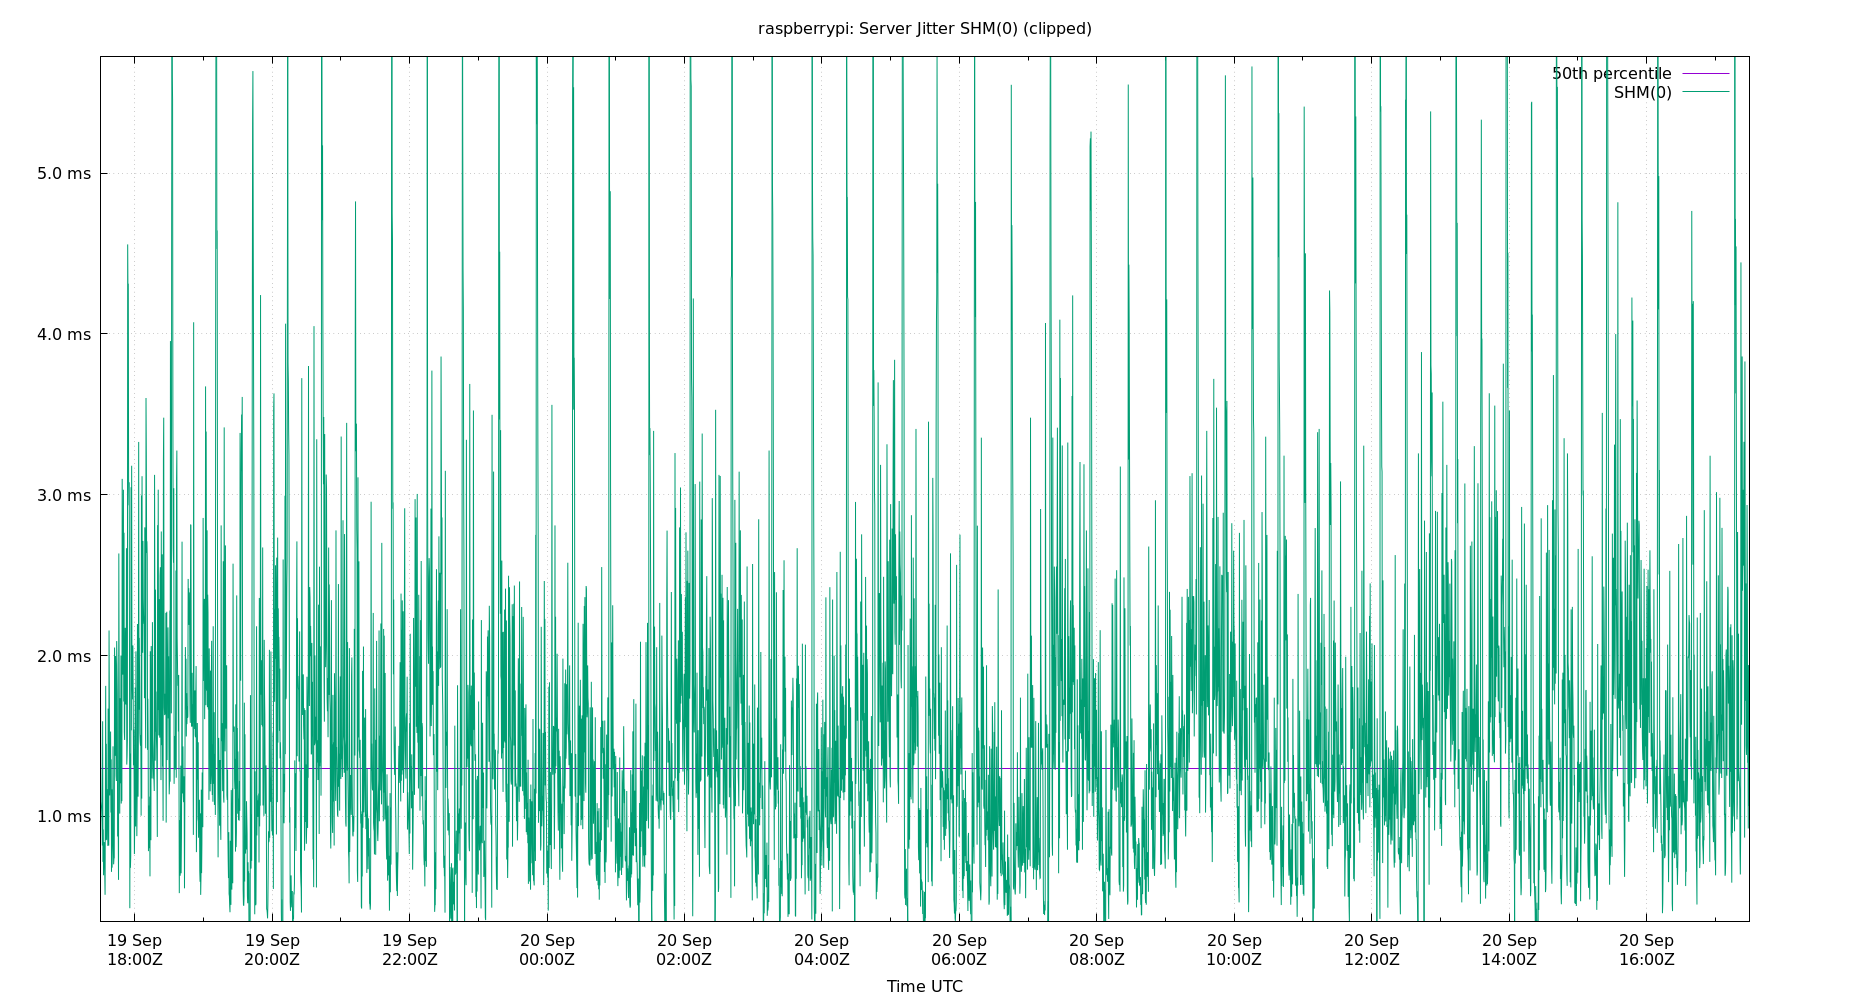 raspberrypi: Server Jitter SHM(0) (clipped)
50th percentile
SHM(0)
5.0 ms
4.0 ms
3.0 ms
2.0 ms
1.0 ms
19 Sep 19 Sep 19 Sep 20 Sep 20 Sep 20 Sep 20 Sep 20 Sep 20 Sep 20 Sep 20 Sep 20 Sep
18:00Z 20:00Z 22:00Z 00:00Z 02:00Z 04:00Z 06:00Z 08:00Z 10:00Z 12:00Z 14:00Z 16:00Z
Time UTC